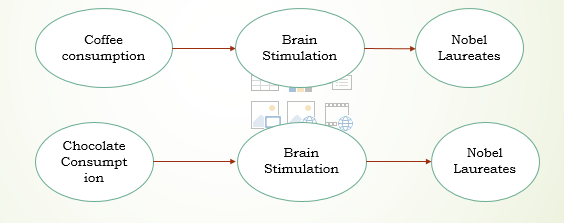 Coffee
consumption
Brain
Stimulation
Nobel
Laureates
Chocolate
Consumpt
ion
Brain
Stimulation
Nobel
Laureates